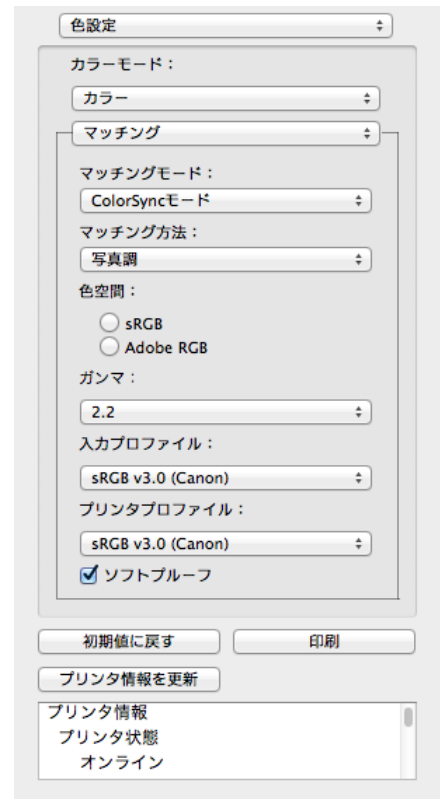 色設定
カラーモード：
カラー
マッチング
マッチングモード：
ColorSyncモード
マッチング方法：
写真調
色空間：
sRGB
Adobe RGB
ガンマ：
2.2
入力プロファイル：
sRGB v3.0 (Canon)
プリンタプロファイル：
sRGB v3.0 (Canon)
ソフトプルーフ
初期値に戻す 印刷
プリンタ情報を更新
プリンタ情報
プリンタ状態
オンライン